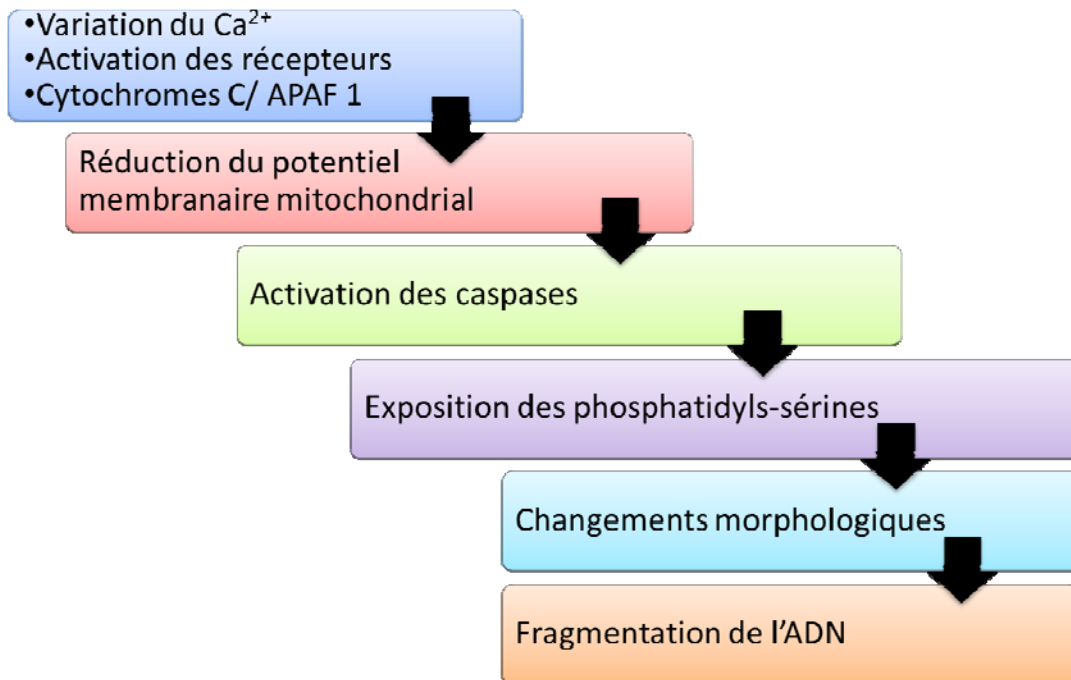 •Variation du Ca²⁺
•Activation des récepteurs
•Cytochromes C/ APAF 1
Réduction du potentiel
membranaire mitochondrial
Activation des caspases
Exposition des phosphatidyls-sérines
Changements morphologiques
Fragmentation de l’ADN